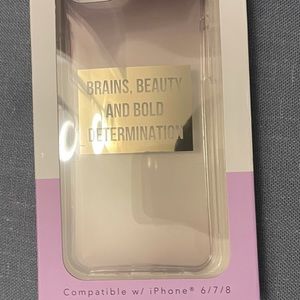 BRAINS, BEAUTY
AND BOLD
DETERMINATION
Compatible w/ iPhone® 6/7/8